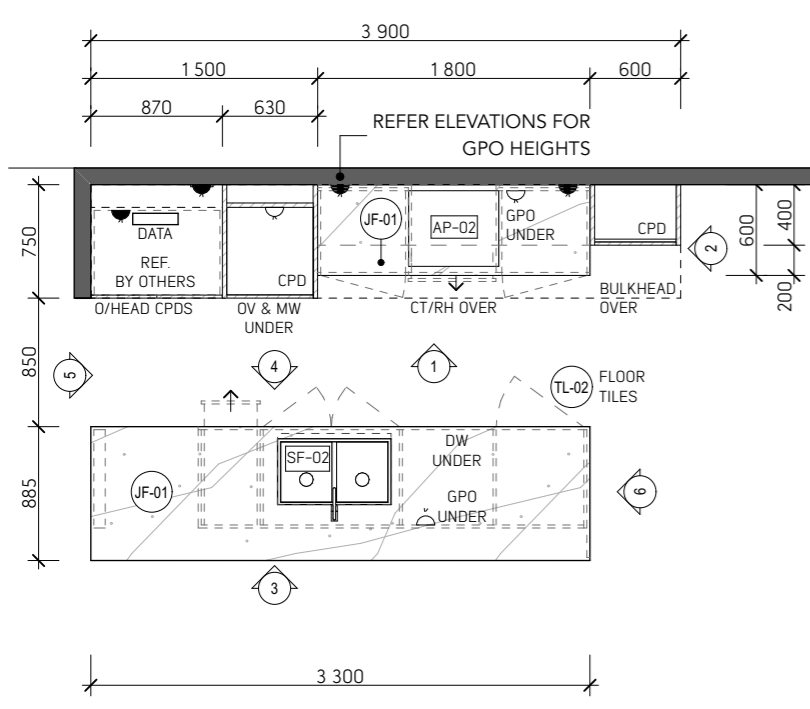 3 900
1 500
1 800
600
870
630
REFER ELEVATIONS FOR
GPO HEIGHTS
750
JF-01
AP-02
GPO
UNDER
CPD
600
400
2
DATA
REF.
BY OTHERS
CPD
200
O/HEAD CPDS
OV & MW
UNDER
CT/RH OVER
BULKHEAD
OVER
850
5
4
1
TL-02
FLOOR
TILES
885
JF-01
SF-02
DW
UNDER
GPO
UNDER
6
3
3 300